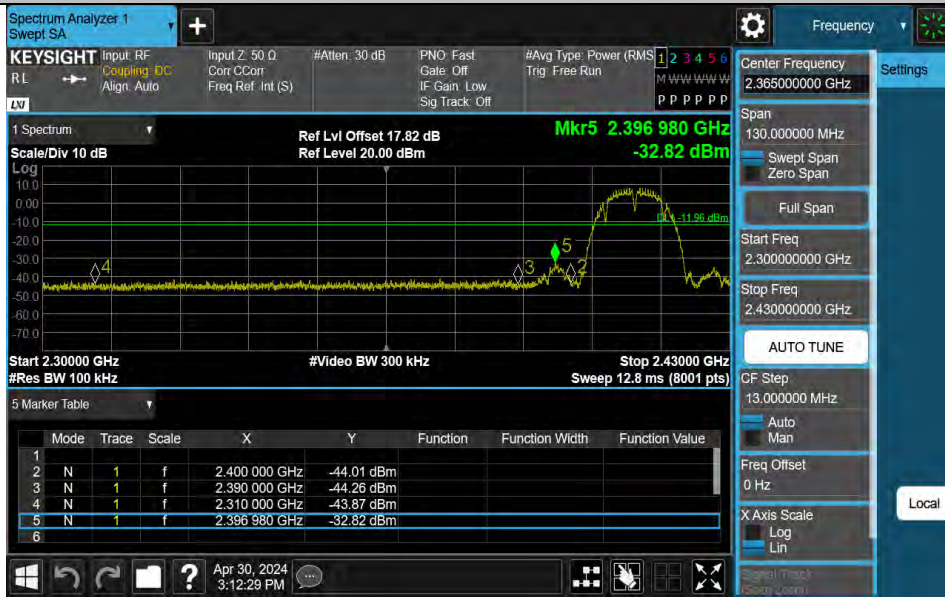 Spectrum Analyzer 1
Swept SA
Frequency
KEYSIGHT
RL
LXI
Input: RF
Coupling: DC
Align: Auto
Input Z: 50 Ω
Corr CCorr
Freq Ref: Int (S)
#Atten: 30 dB
PNO: Fast
Gate: Off
IF Gain: Low
Sig Track: Off
#Avg Type: Power (RMS
Trig: Free Run
1 2 3 4 5 6
M W W W W W
P P P P P P
1 Spectrum
Scale/Div 10 dB
Ref Lvl Offset 17.82 dB
Ref Level 20.00 dBm
Mkr5 2.396 980 GHz
-32.82 dBm
Log
10.0
0.00
-10.0
-20.0
-30.0
-40.0
-50.0
-60.0
-70.0
-11.96 dBm
4
3
5
2
Start 2.30000 GHz
#Video BW 300 kHz
Stop 2.43000 GHz
#Res BW 100 kHz
Sweep 12.8 ms (8001 pts)
5 Marker Table
Mode Trace Scale X Y Function Function Width Function Value
1
2 N 1 f 2.400 000 GHz -44.01 dBm
3 N 1 f 2.390 000 GHz -44.26 dBm
4 N 1 f 2.310 000 GHz -43.87 dBm
5 N 1 f 2.396 980 GHz -32.82 dBm
6
?
Apr 30, 2024
3:12:29 PM
Center Frequency
2.365000000 GHz
Settings
Span
130.000000 MHz
Swept Span
Zero Span
Full Span
Start Freq
2.300000000 GHz
Stop Freq
2.430000000 GHz
AUTO TUNE
CF Step
13.000000 MHz
Auto
Man
Freq Offset
0 Hz
Local
X Axis Scale
Log
Lin
Signal Track
(Span Zoom)